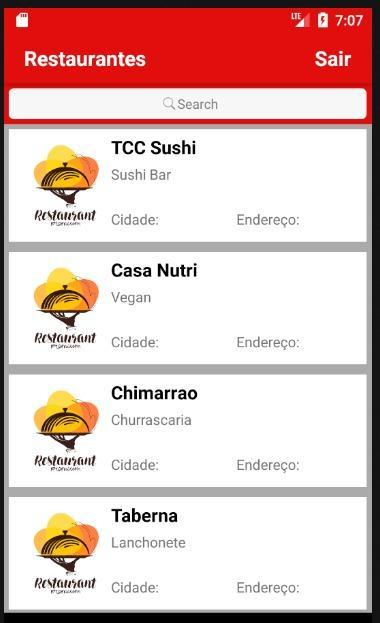 LTE 7:07
Restaurantes Sair
Search
TCC Sushi
Sushi Bar
Cidade: Endereço:
Restaurant
Casa Nutri
Vegan
Cidade: Endereço:
Restaurant
Chimarrao
Churrascaria
Cidade: Endereço:
Restaurant
Taberna
Lanchonete
Cidade: Endereço:
Restaurant